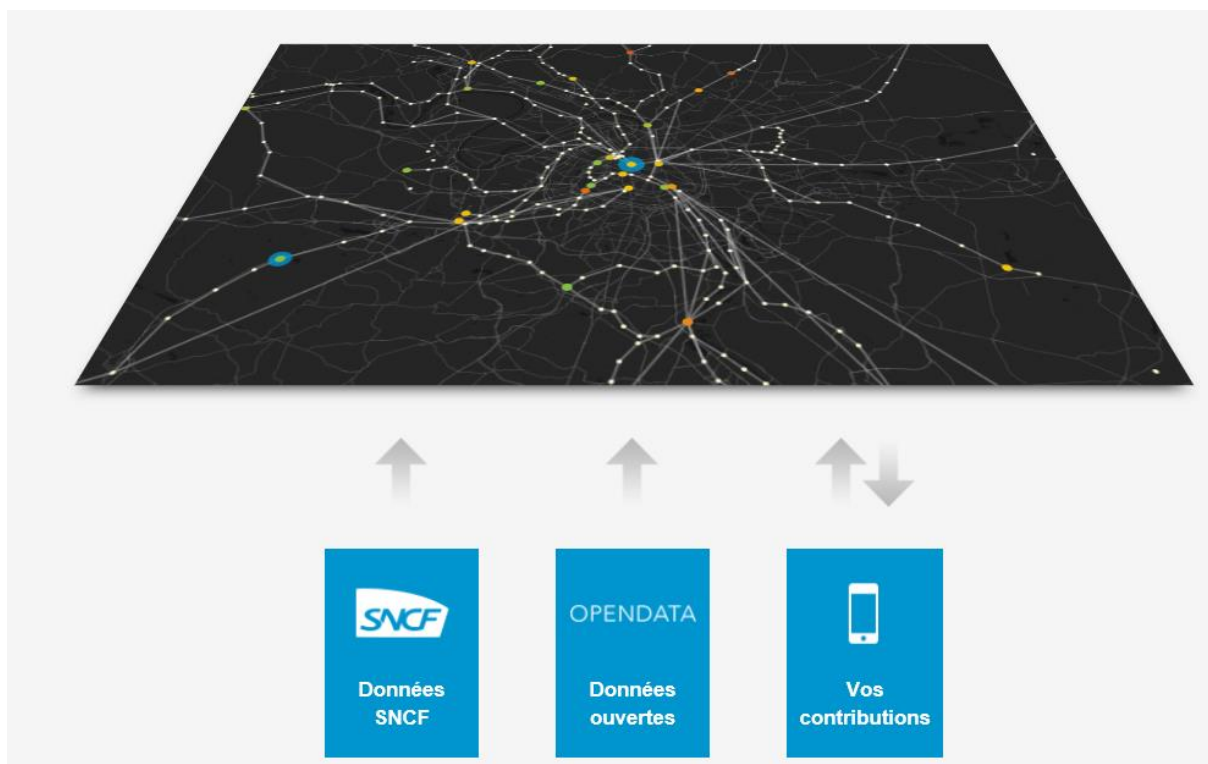 SNCF
Données
SNCF
OPENDATA
Données
ouvertes
Vos
contributions